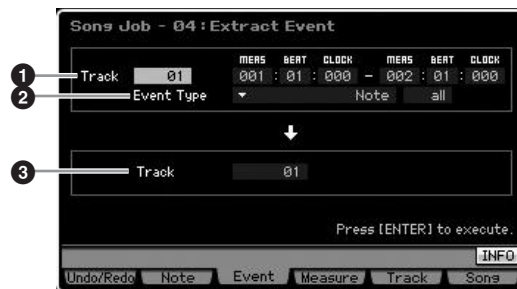 Song Job - 04:Extract Event
MEAS BEAT CLOCK MEAS BEAT CLOCK
1 Track 01 001 : 01 : 000 - 002 : 01 : 000
2 Event Type Note all
3 Track 01
Press [ENTER] to execute.
INFO
Undo/Redo Note Event Measure Track Song